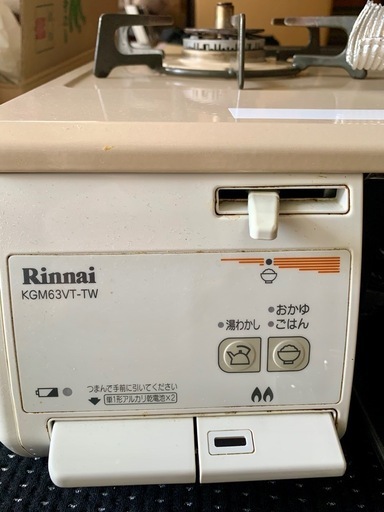 Rinnai
KGM63VT-TW
おかゆ
湯わかし
ごはん
つまんで手前に引いてください
単1形アルカリ乾電池×2